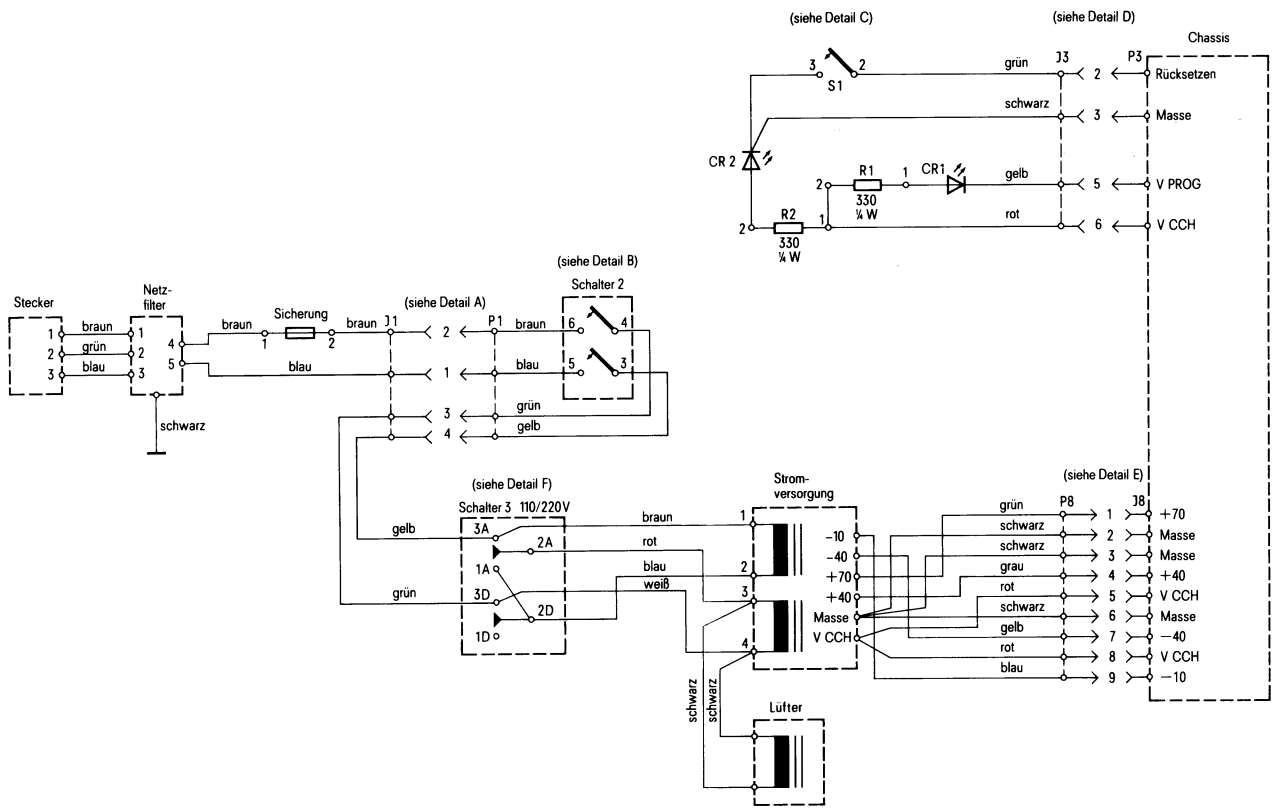 (siehe Detail C)
(siehe Detail D)
Chassis
3 2
S1
grün
J3
2
P3
Rücksetzen
schwarz
3
Masse
CR 2
2
R1
330
¼ W
1
CR1
gelb
5
V PROG
2
R2
330
¼ W
1
rot
6
V CCH
(siehe Detail B)
Schalter 2
Stecker
Netz-
filter
Sicherung
(siehe Detail A)
1 braun 1
2 grün 2
3 blau 3
4 braun 1 2 braun J1 2 P1 braun 6 4
5 blau 1 blau 5 3
schwarz
3 grün
4 gelb
(siehe Detail F)
Schalter 3 110/220V
gelb 3A
2A
1A
grün 3D
2D
1D
braun 1
rot
blau 2
weiß 3
4
Strom-
versorgung
-10
-40
+70
+40
Masse
V CCH
(siehe Detail E)
P8 J8
grün 1 +70
schwarz 2 Masse
schwarz 3 Masse
grau 4 +40
rot 5 V CCH
schwarz 6 Masse
gelb 7 -40
rot 8 V CCH
blau 9 -10
schwarz
schwarz
Lüfter